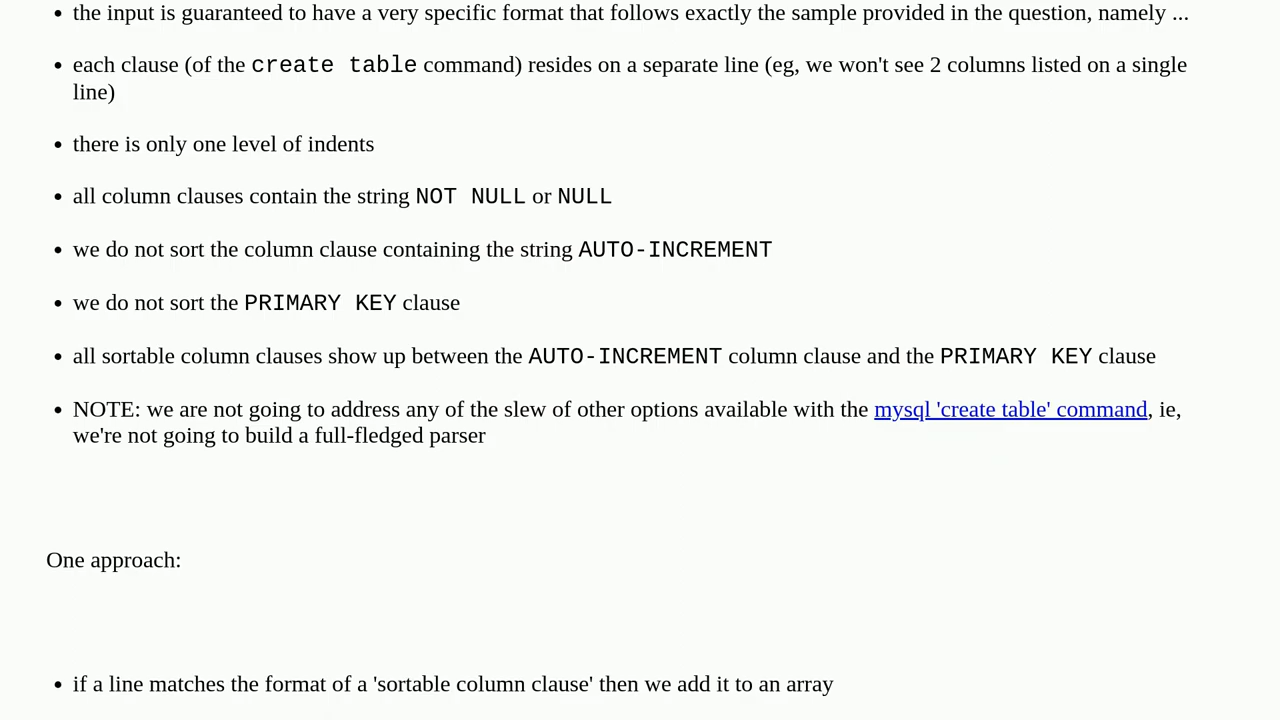 the input is guaranteed to have a very specific format that follows exactly the sample provided in the question, namely ...
each clause (of the create table command) resides on a separate line (eg, we won't see 2 columns listed on a single
line)
there is only one level of indents
all column clauses contain the string NOT NULL or NULL
we do not sort the column clause containing the string AUTO-INCREMENT
we do not sort the PRIMARY KEY clause
all sortable column clauses show up between the AUTO-INCREMENT column clause and the PRIMARY KEY clause
NOTE: we are not going to address any of the slew of other options available with the mysql 'create table' command, ie,
we're not going to build a full-fledged parser
One approach:
if a line matches the format of a 'sortable column clause' then we add it to an array